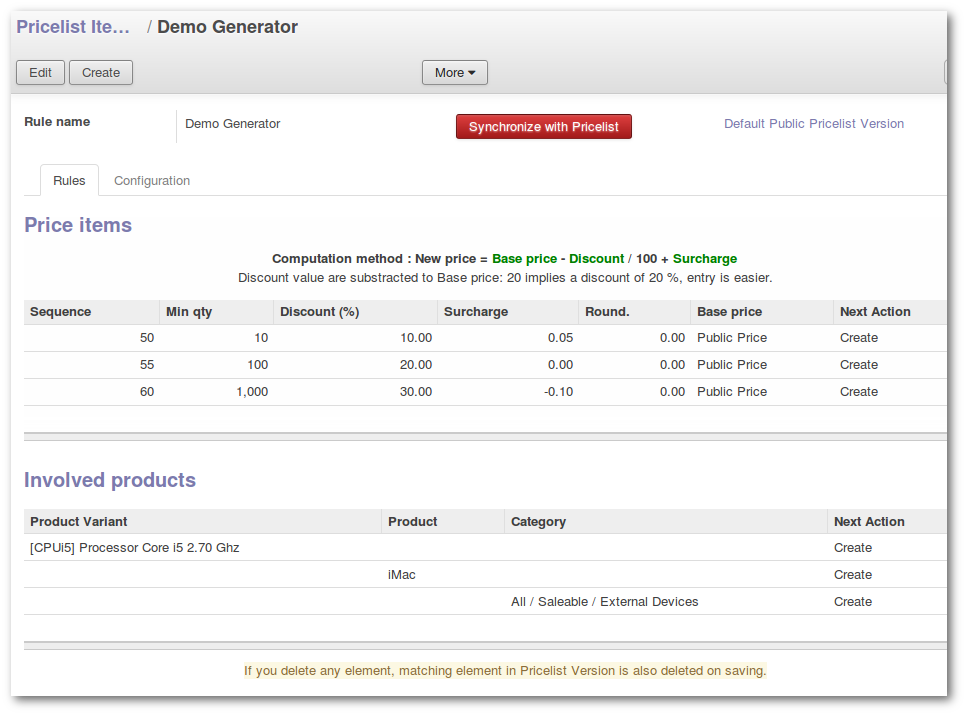 Pricelist Ite... / Demo Generator
Edit Create More
Rule name Demo Generator Synchronize with Pricelist Default Public Pricelist Version
Rules Configuration
Price items
Computation method : New price = Base price - Discount / 100 + Surcharge
Discount value are substracted to Base price: 20 implies a discount of 20 %, entry is easier.
Sequence Min qty Discount (%) Surcharge Round. Base price Next Action
50 10 10.00 0.05 0.00 Public Price Create
55 100 20.00 0.00 0.00 Public Price Create
60 1,000 30.00 -0.10 0.00 Public Price Create
Involved products
Product Variant Product Category Next Action
[CPUi5] Processor Core i5 2.70 Ghz Create
iMac Create
All / Saleable / External Devices Create
If you delete any element, matching element in Pricelist Version is also deleted on saving.